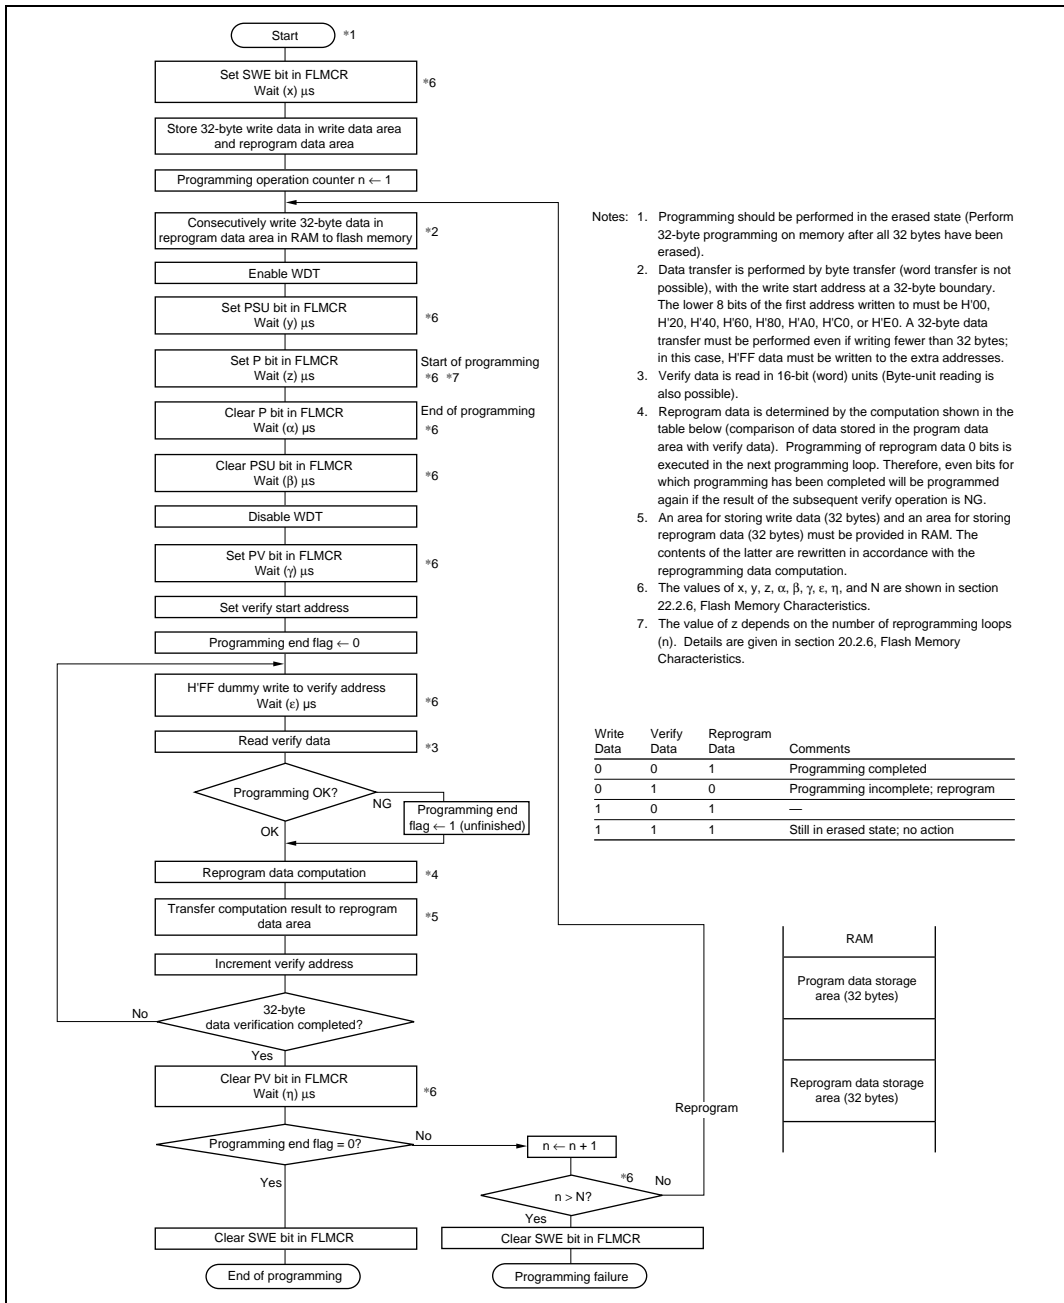 Start
*1
Set SWE bit in FLMCR
Wait (x) μs
*6
Store 32-byte write data in write data area
and reprogram data area
Programming operation counter n ← 1
Consecutively write 32-byte data in
reprogram data area in RAM to flash memory
*2
Enable WDT
Set PSU bit in FLMCR
Wait (y) μs
*6
Set P bit in FLMCR
Wait (z) μs
Start of programming
*6 *7
Clear P bit in FLMCR
Wait (α) μs
End of programming
*6
Clear PSU bit in FLMCR
Wait (β) μs
*6
Disable WDT
Set PV bit in FLMCR
Wait (γ) μs
*6
Set verify start address
Programming end flag ← 0
H'FF dummy write to verify address
Wait (ε) μs
*6
Read verify data
*3
Programming OK?
NG
Programming end
flag ← 1 (unfinished)
OK
Reprogram data computation
*4
Transfer computation result to reprogram
data area
*5
Increment verify address
32-byte
data verification completed?
No
Yes
Clear PV bit in FLMCR
Wait (η) μs
*6
Programming end flag = 0?
No
Yes
n ← n + 1
*6
n > N?
No
Yes
Reprogram
Clear SWE bit in FLMCR
Clear SWE bit in FLMCR
End of programming
Programming failure
Notes: 1. Programming should be performed in the erased state (Perform
32-byte programming on memory after all 32 bytes have been
erased).
2. Data transfer is performed by byte transfer (word transfer is not
possible), with the write start address at a 32-byte boundary.
The lower 8 bits of the first address written to must be H'00,
H'20, H'40, H'60, H'80, H'A0, H'C0, or H'E0. A 32-byte data
transfer must be performed even if writing fewer than 32 bytes;
in this case, H'FF data must be written to the extra addresses.
3. Verify data is read in 16-bit (word) units (Byte-unit reading is
also possible).
4. Reprogram data is determined by the computation shown in the
table below (comparison of data stored in the program data
area with verify data). Programming of reprogram data 0 bits is
executed in the next programming loop. Therefore, even bits for
which programming has been completed will be programmed
again if the result of the subsequent verify operation is NG.
5. An area for storing write data (32 bytes) and an area for storing
reprogram data (32 bytes) must be provided in RAM. The
contents of the latter are rewritten in accordance with the
reprogramming data computation.
6. The values of x, y, z, α, β, γ, ε, η, and N are shown in section
22.2.6, Flash Memory Characteristics.
7. The value of z depends on the number of reprogramming loops
(n). Details are given in section 20.2.6, Flash Memory
Characteristics.
Write Verify Reprogram
Data Data Data Comments
0 0 1 Programming completed
0 1 0 Programming incomplete; reprogram
1 0 1 —
1 1 1 Still in erased state; no action
RAM
Program data storage
area (32 bytes)
Reprogram data storage
area (32 bytes)